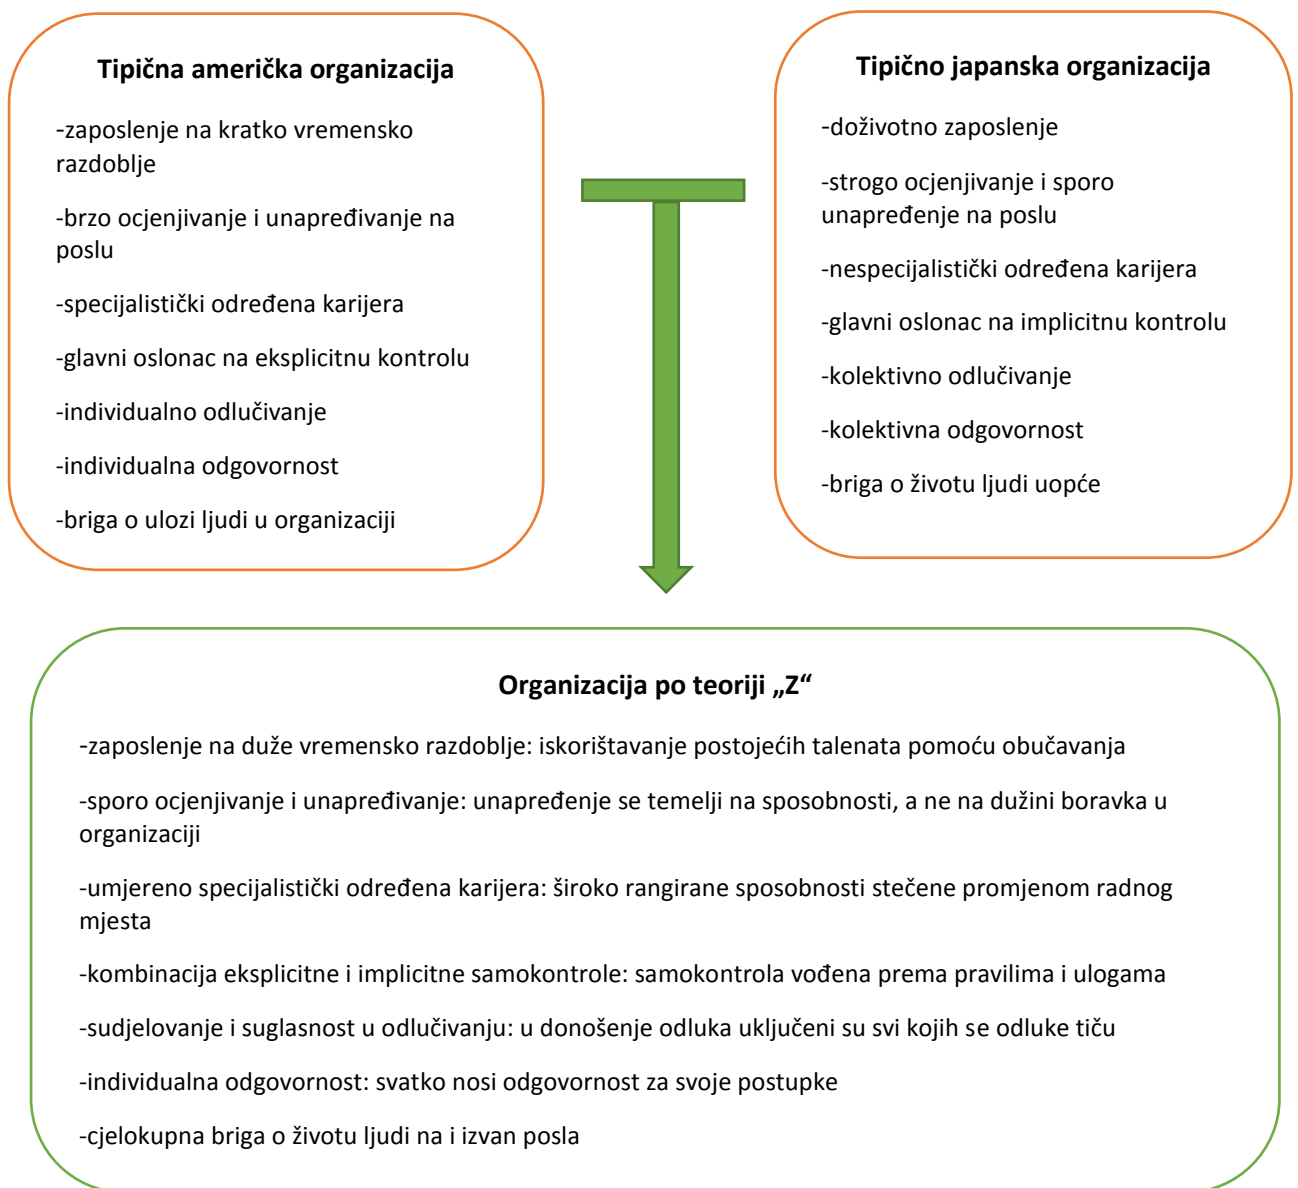 Tipična američka organizacija
-zaposlenje na kratko vremensko
razdoblje
-brzo ocjenjivanje i unapređivanje na
poslu
-specijalistički određena karijera
-glavni oslonac na eksplicitnu kontrolu
-individualno odlučivanje
-individualna odgovornost
-briga o ulozi ljudi u organizaciji
Tipično japanska organizacija
-doživotno zaposlenje
-strogo ocjenjivanje i sporo
unapređenje na poslu
-nespecijalistički određena karijera
-glavni oslonac na implicitnu kontrolu
-kolektivno odlučivanje
-kolektivna odgovornost
-briga o životu ljudi uopće
Organizacija po teoriji „Z“
-zaposlenje na duže vremensko razdoblje: iskorištavanje postojećih talenata pomoću obučavanja
-sporo ocjenjivanje i unapređivanje: unapređenje se temelji na sposobnosti, a ne na dužini boravka u
organizaciji
-umjereno specijalistički određena karijera: široko rangirane sposobnosti stečene promjenom radnog
mjesta
-kombinacija eksplicitne i implicitne samokontrole: samokontrola vođena prema pravilima i ulogama
-sudjelovanje i suglasnost u odlučivanju: u donošenje odluka uključeni su svi kojih se odluke tiču
-individualna odgovornost: svatko nosi odgovornost za svoje postupke
-cjelokupna briga o životu ljudi na i izvan posla